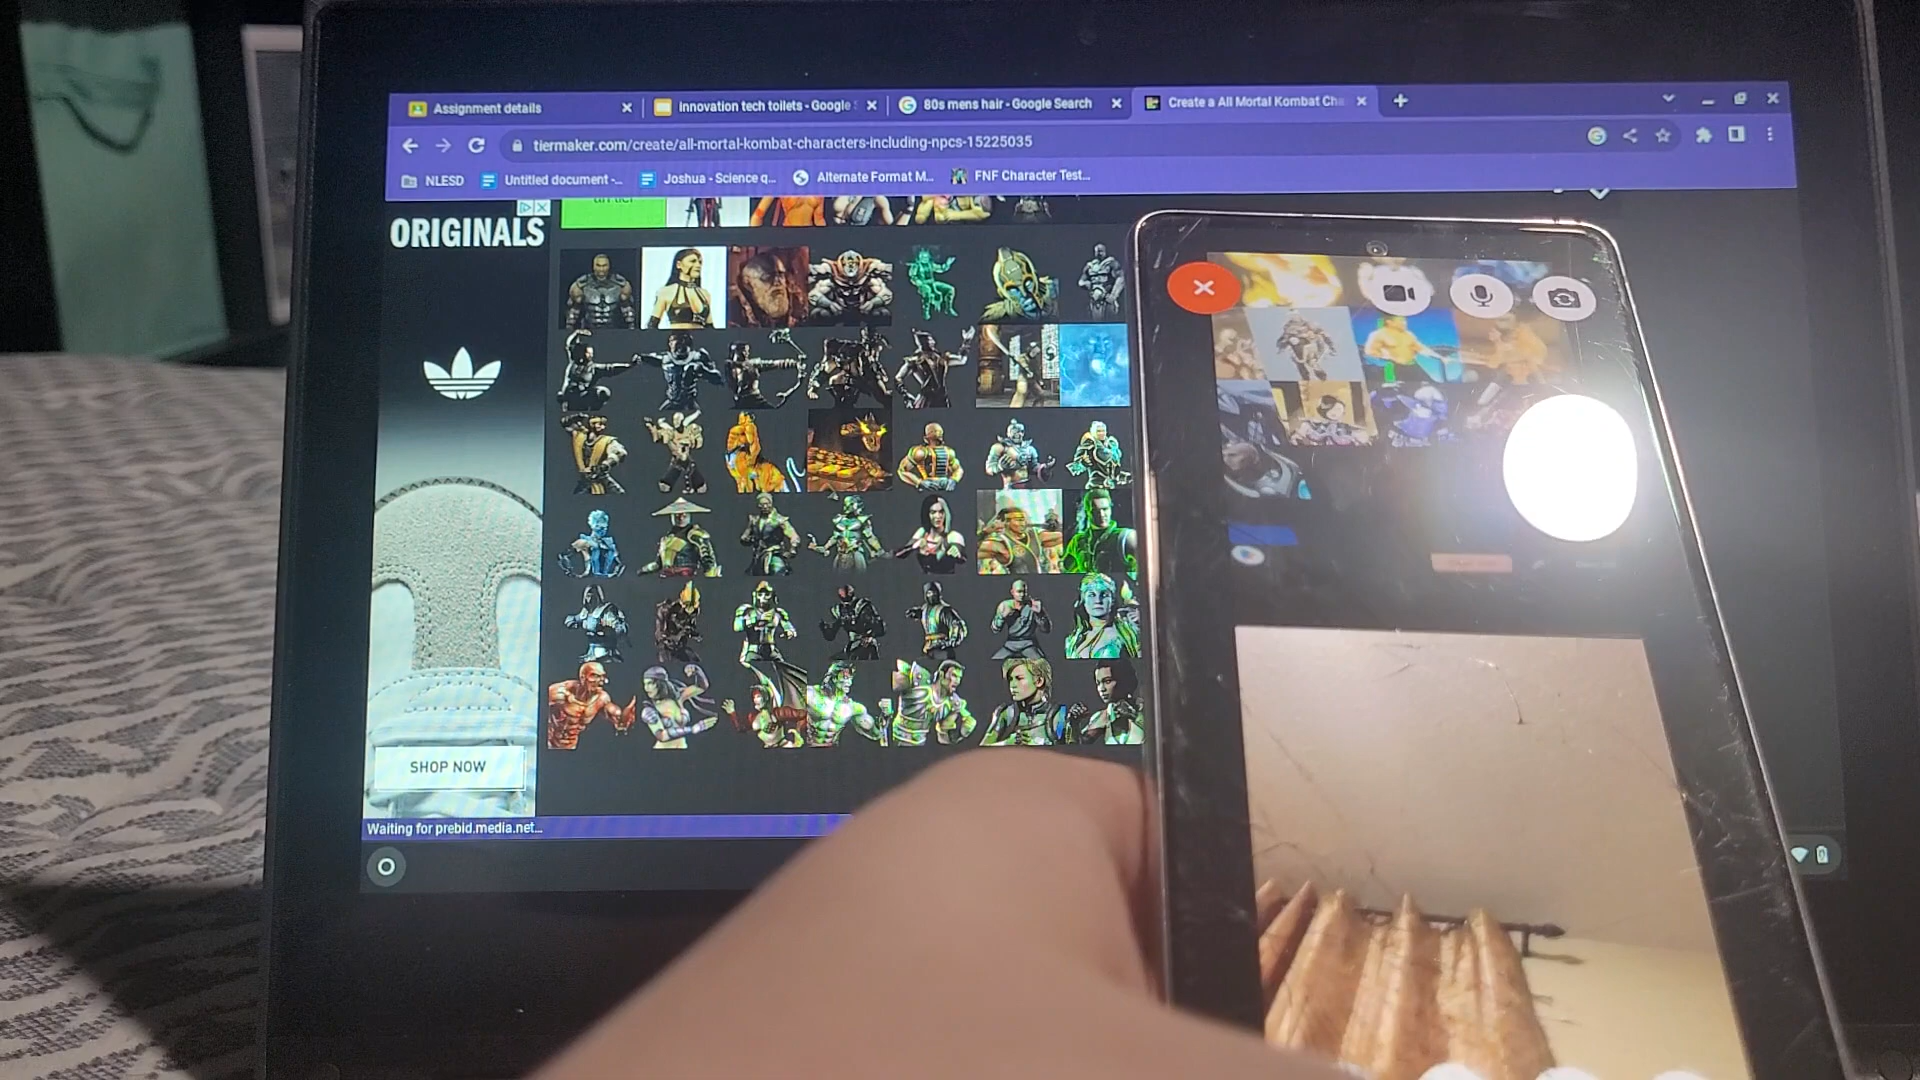 Assignment details
Innovation tech toilets - Google
80s mens hair - Google Search
Create a All Mortal Kombat Cha
tiermaker.com/create/all-mortal-kombat-characters-including-npcs-15225035
NLESD
Untitled document -...
Joshua - Science q...
Alternate Format M...
FNF Character Test...
ORIGINALS
SHOP NOW
Waiting for prebid.media.net...